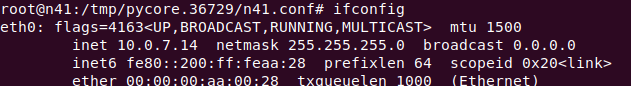 root@n41:/tmp/pycore.36729/n41.conf# ifconfig
eth0: flags=4163<UP,BROADCAST,RUNNING,MULTICAST>  mtu 1500
        inet 10.0.7.14  netmask 255.255.255.0  broadcast 0.0.0.0
        inet6 fe80::200:ff:feaa:28  prefixlen 64  scopeid 0x20<link>
        ether 00:00:00:aa:00:28  txqueuelen 1000  (Ethernet)